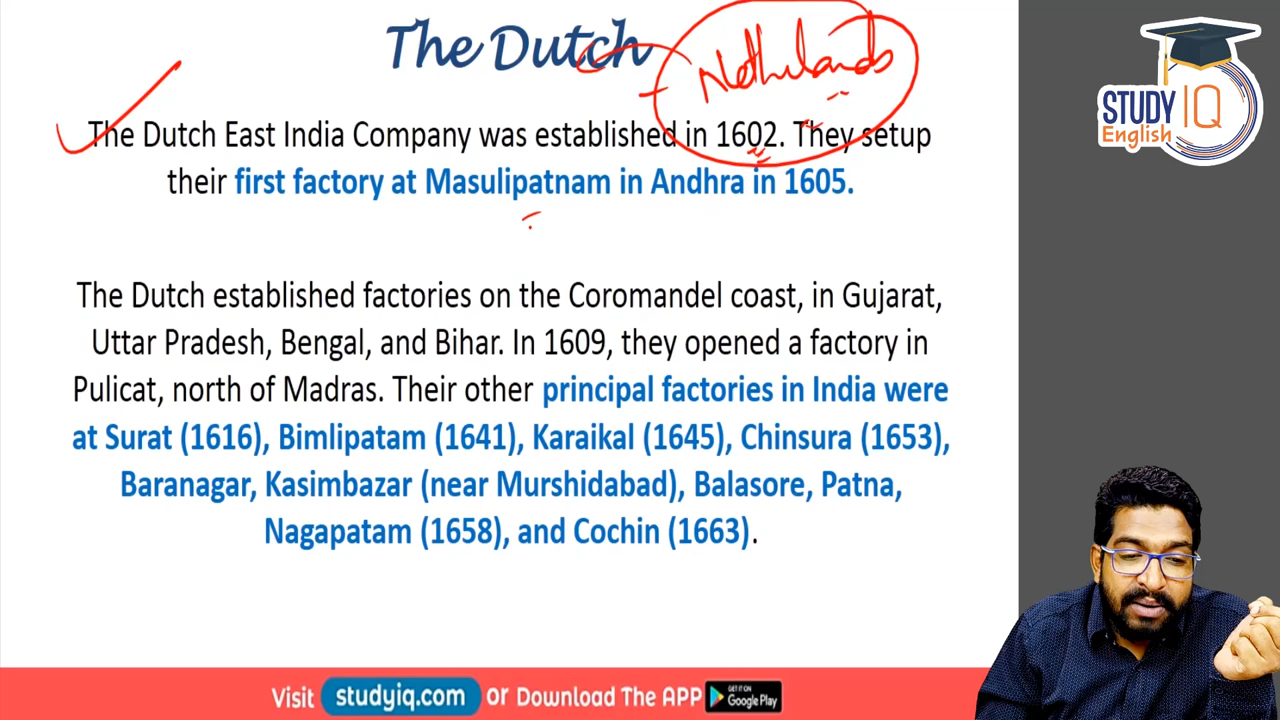 The Dutch
Netherlands
STUDY IQ
English
The Dutch East India Company was established in 1602. They setup
their first factory at Masulipatnam in Andhra in 1605.
The Dutch established factories on the Coromandel coast, in Gujarat,
Uttar Pradesh, Bengal, and Bihar. In 1609, they opened a factory in
Pulicat, north of Madras. Their other principal factories in India were
at Surat (1616), Bimlipatam (1641), Karaikal (1645), Chinsura (1653),
Baranagar, Kasimbazar (near Murshidabad), Balasore, Patna,
Nagapatam (1658), and Cochin (1663).
Visit studyiq.com or Download The APP GET IT ON Google Play